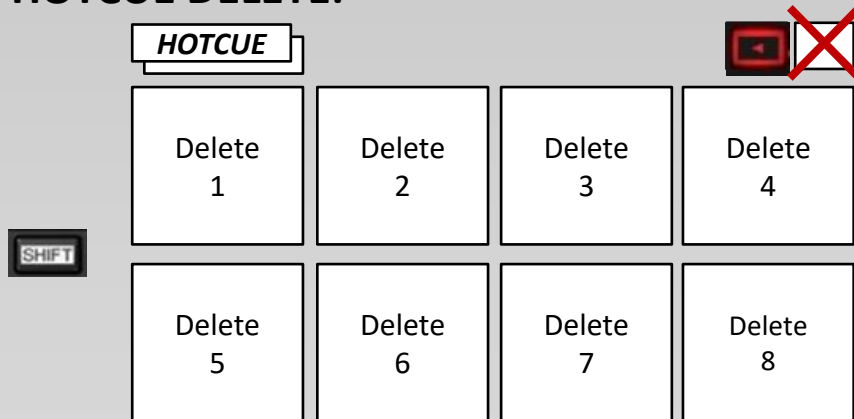 HOTCUE DELETE:
HOTCUE
Delete
1
Delete
2
Delete
3
Delete
4
SHIFT
Delete
5
Delete
6
Delete
7
Delete
8